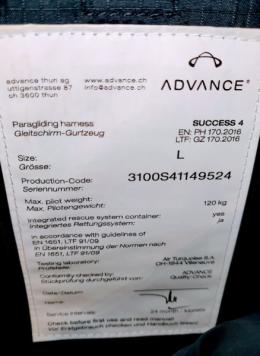 advance thun ag
uttigenstrasse 87
ch 3600 thun
www.advance.ch
info@advance.ch
ADVANCE
Paragliding harness
Gleitschirm-Gurtzeug
SUCCESS 4
EN: PH 170.2016
LTF: GZ 170.2016
Size: L
Grösse:
Production-Code: 3100S41149524
Seriennummer:
Max. pilot weight: 120 kg
Max. Pilotengewicht:
Integrated rescue system container: yes
Integriertes Rettungssystem: ja
in accordance with guidelines of
EN 1651, LTF 91/09
in Übereinstimmung der Normen nach
EN 1651, LTF 91/09
Testing laboratory: Air Turquoise SA
Prüfstelle: CH-1844 Villeneuve
Conformity checked by: ADVANCE
Stückprüfung durchgeführt von: Quality-Check
Date/Datum:
Name:
Service intervals: 24 month
Check before first use and read manual
Vor Erstgebrauch checken und Handbuch lesen!